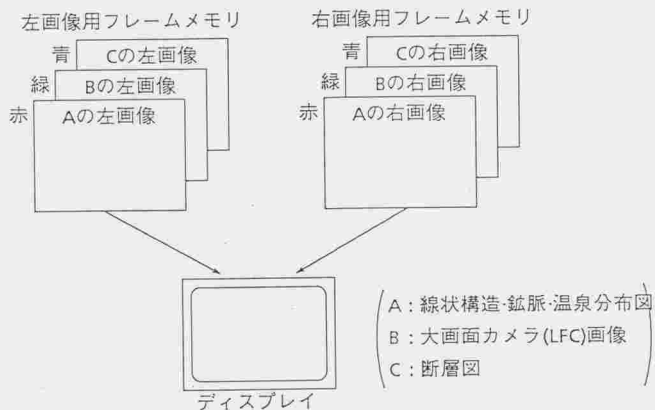 左画像用フレームメモリ
青 Cの左画像
緑 Bの左画像
赤 Aの左画像
右画像用フレームメモリ
青 Cの右画像
緑 Bの右画像
赤 Aの右画像
A：線状構造·鉱脈·温泉分布図
B：大画面カメラ(LFC)画像
C：断層図
ディスプレイ